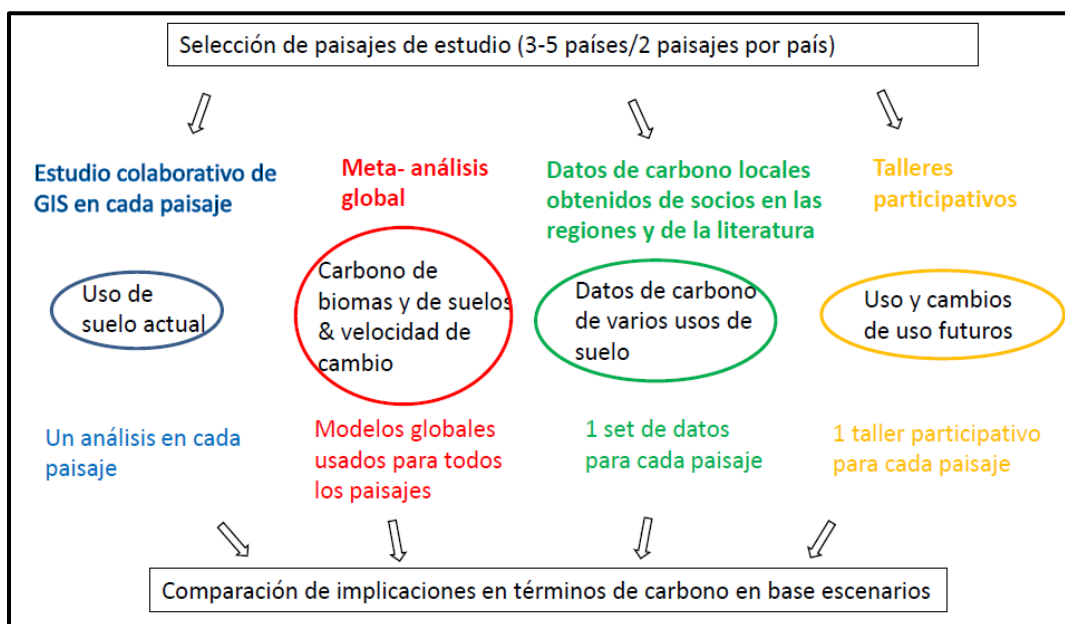 Selección de paisajes de estudio (3-5 países/2 paisajes por país)
Estudio colaborativo de
GIS en cada paisaje
Uso de
suelo actual
Un análisis en cada
paisaje
Meta- análisis
global
Carbono de
biomas y de suelos
& velocidad de
cambio
Modelos globales
usados para todos
los paisajes
Datos de carbono locales
obtenidos de socios en las
regiones y de la literatura
Datos de carbono
de varios usos de
suelo
1 set de datos
para cada paisaje
Talleres
participativos
Uso y cambios
de uso futuros
1 taller participativo
para cada paisaje
Comparación de implicaciones en términos de carbono en base escenarios